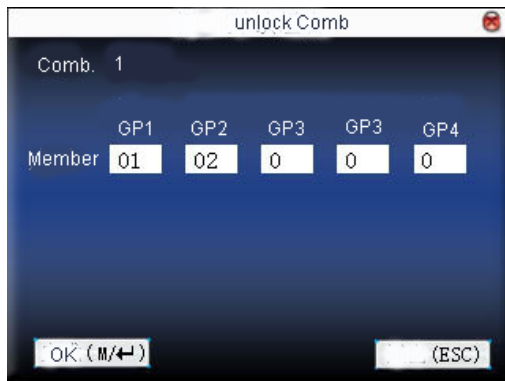 unlock Comb
Comb. 1
GP1 GP2 GP3 GP3 GP4
Member 01 02 0 0 0
OK (M/↵) (ESC)